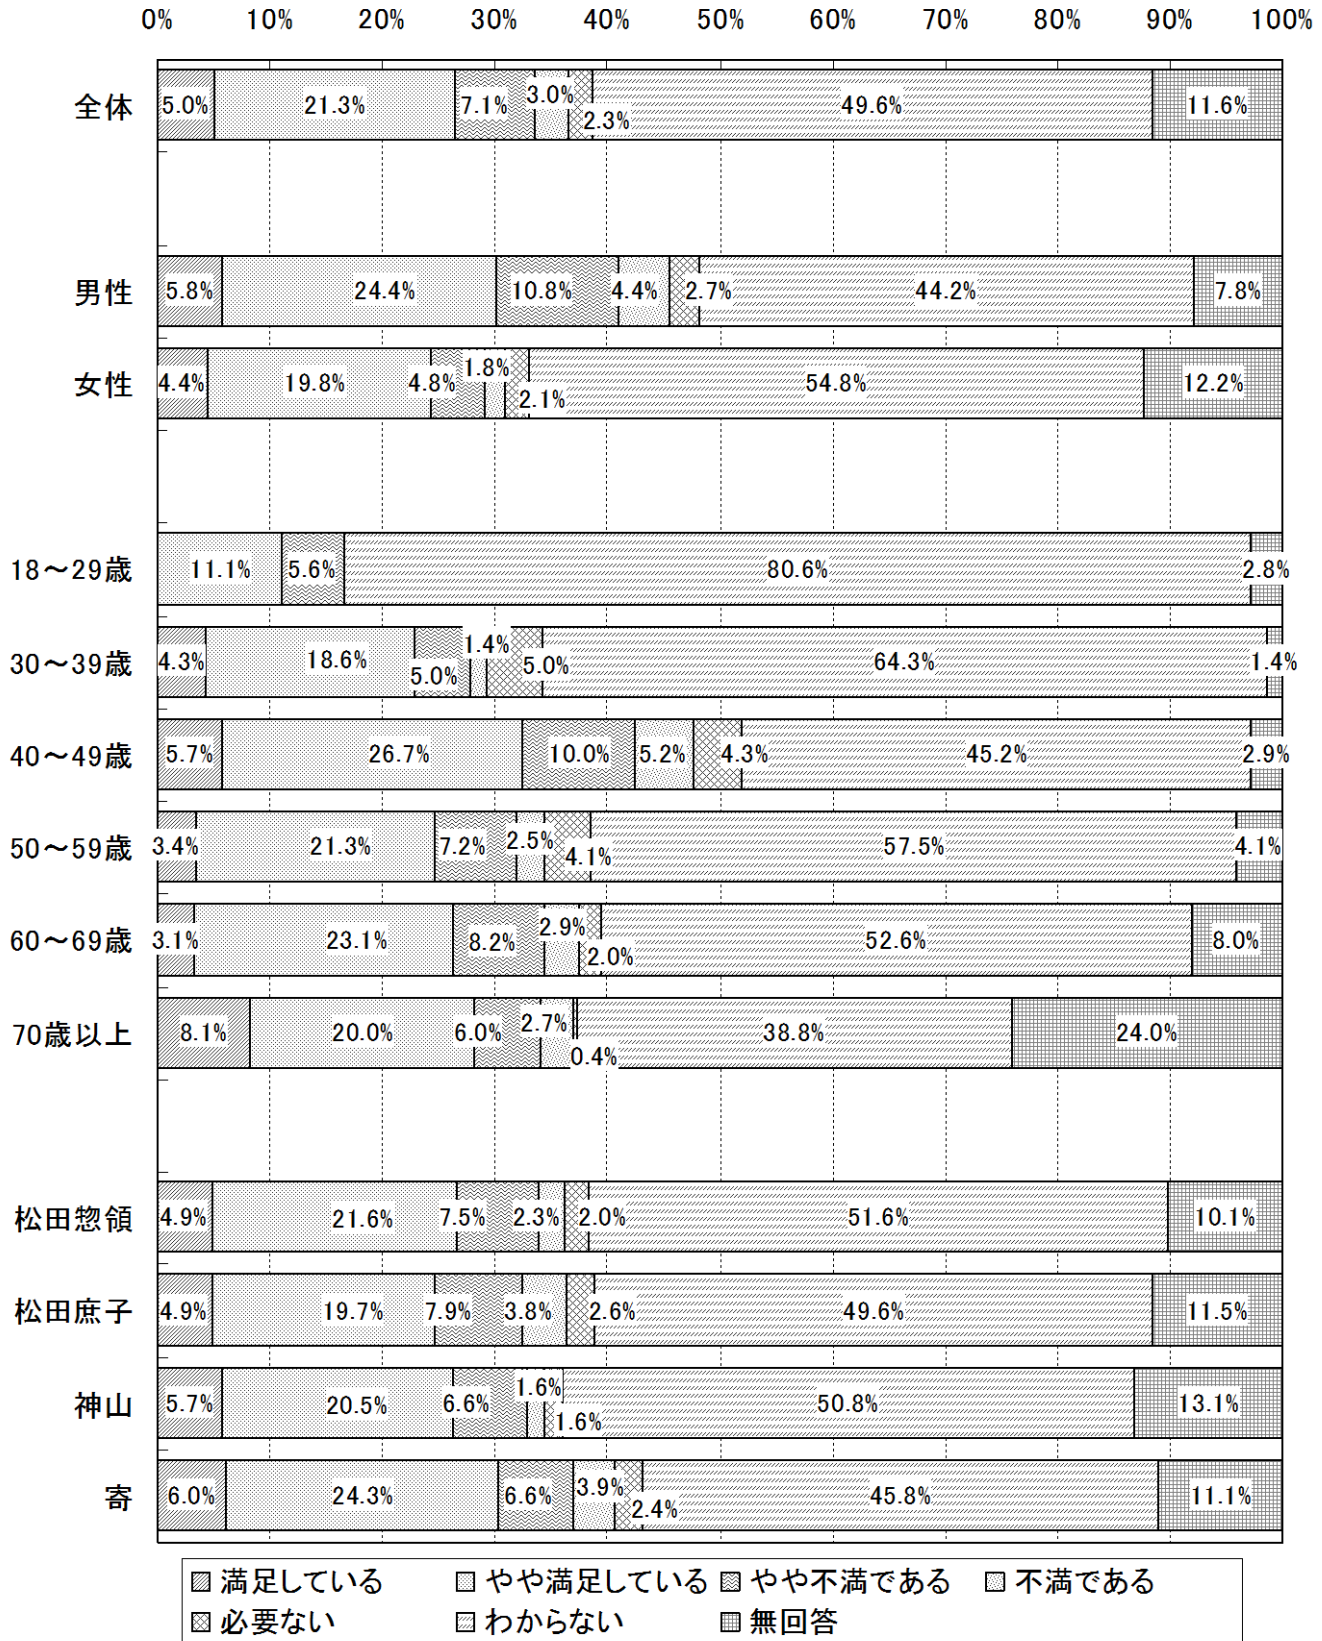 0% 10% 20% 30% 40% 50% 60% 70% 80% 90% 100%
全体 5.0% 21.3% 7.1% 3.0% 2.3% 49.6% 11.6%
男性 5.8% 24.4% 10.8% 4.4% 2.7% 44.2% 7.8%
女性 4.4% 19.8% 4.8% 1.8% 2.1% 54.8% 12.2%
18～29歳 11.1% 5.6% 80.6% 2.8%
30～39歳 4.3% 18.6% 5.0% 1.4% 5.0% 64.3% 1.4%
40～49歳 5.7% 26.7% 10.0% 5.2% 4.3% 45.2% 2.9%
50～59歳 3.4% 21.3% 7.2% 2.5% 4.1% 57.5% 4.1%
60～69歳 3.1% 23.1% 8.2% 2.9% 2.0% 52.6% 8.0%
70歳以上 8.1% 20.0% 6.0% 2.7% 0.4% 38.8% 24.0%
松田惣領 4.9% 21.6% 7.5% 2.3% 2.0% 51.6% 10.1%
松田庶子 4.9% 19.7% 7.9% 3.8% 2.6% 49.6% 11.5%
神山 5.7% 20.5% 6.6% 1.6% 1.6% 50.8% 13.1%
寄 6.0% 24.3% 6.6% 3.9% 2.4% 45.8% 11.1%
満足している やや満足している やや不満である 不満である
必要ない わからない 無回答